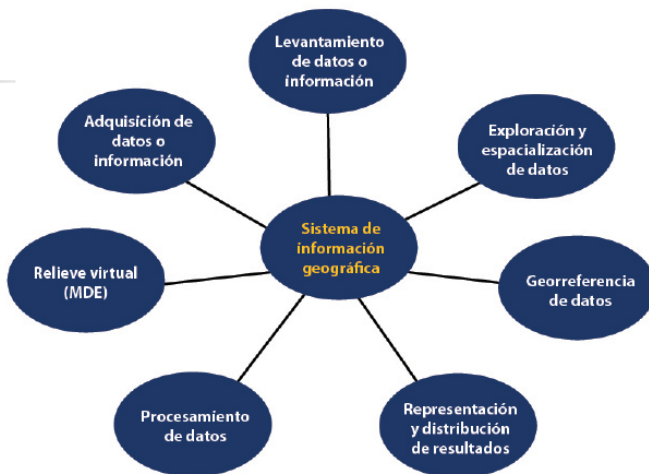 Levantamiento
de datos o
información
Adquisición de
datos o
información
Exploración y
espacialización
de datos
Sistema de
información
geográfica
Relieve virtual
(MDE)
Georreferencia
de datos
Procesamiento
de datos
Representación
y distribución
de resultados